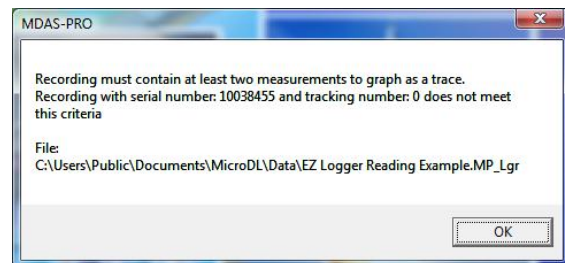 MDAS-PRO
Recording must contain at least two measurements to graph as a trace.
Recording with serial number: 10038455 and tracking number: 0 does not meet
this criteria
File:
C:\Users\Public\Documents\MicroDL\Data\EZ Logger Reading Example.MP_Lgr
OK